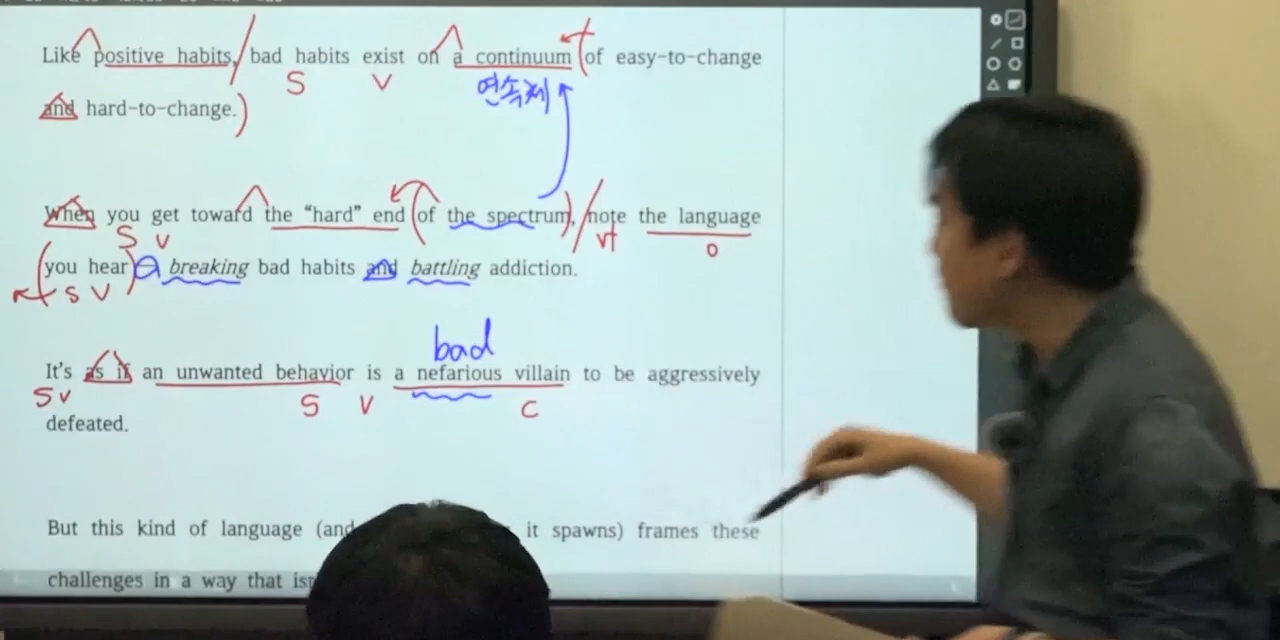 Like positive habits, bad habits exist on a continuum of easy-to-change
S V 연속체
and hard-to-change.
When you get toward the “hard” end of the spectrum, note the language
S V vt O
you hear: breaking bad habits and battling addiction.
S V
bad
It's as if an unwanted behavior is a nefarious villain to be aggressively
S V S V C
defeated.
But this kind of language (and it spawns) frames these
challenges in a way that